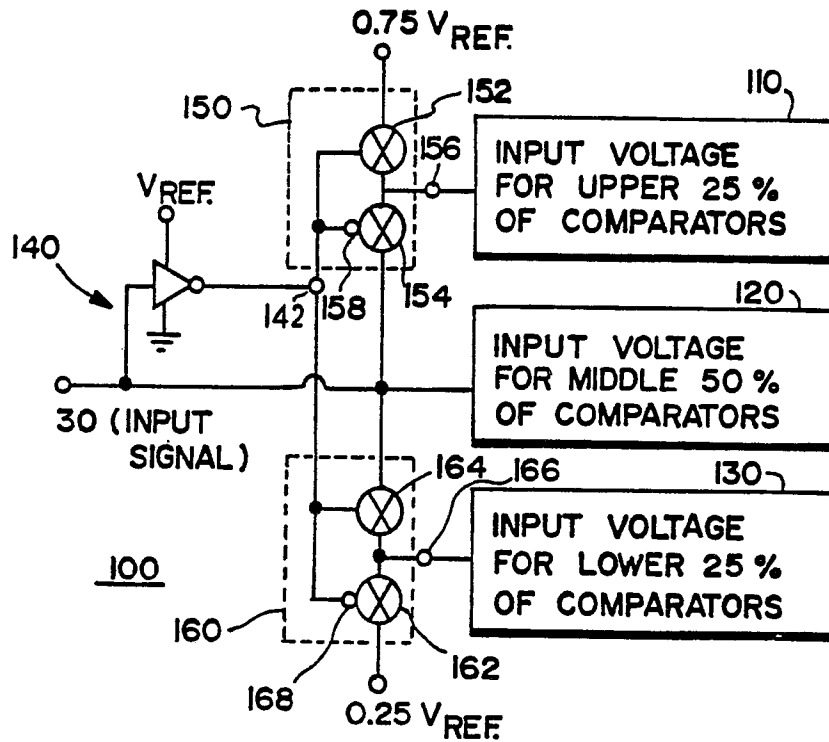 0.75 VREF.
150
152
110
156
INPUT VOLTAGE
FOR UPPER 25 %
OF COMPARATORS
VREF.
140
142
158
154
120
INPUT VOLTAGE
FOR MIDDLE 50 %
OF COMPARATORS
30 (INPUT
SIGNAL)
164
166
130
INPUT VOLTAGE
FOR LOWER 25 %
OF COMPARATORS
100
160
168
162
0.25 VREF.